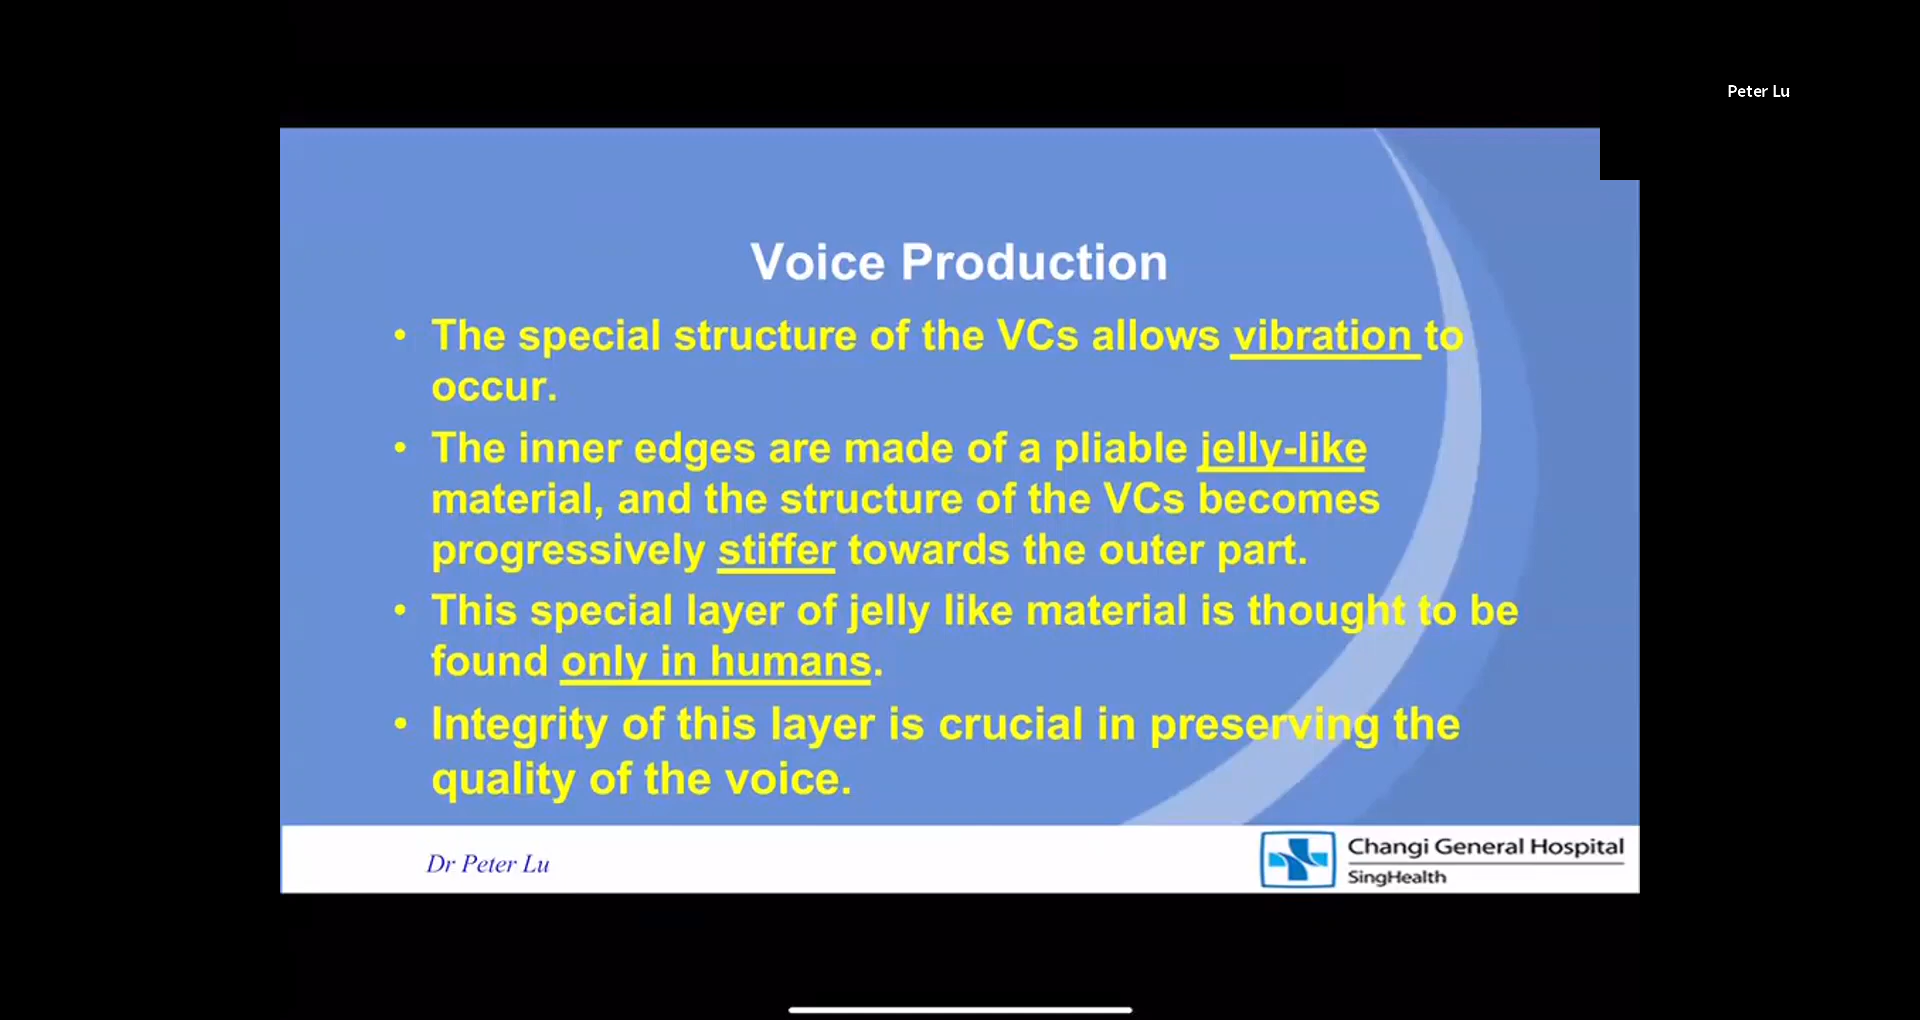 Peter Lu
Voice Production
• The special structure of the VCs allows vibration to
occur.
• The inner edges are made of a pliable jelly-like
material, and the structure of the VCs becomes
progressively stiffer towards the outer part.
• This special layer of jelly like material is thought to be
found only in humans.
• Integrity of this layer is crucial in preserving the
quality of the voice.
Dr Peter Lu
Changi General Hospital
SingHealth